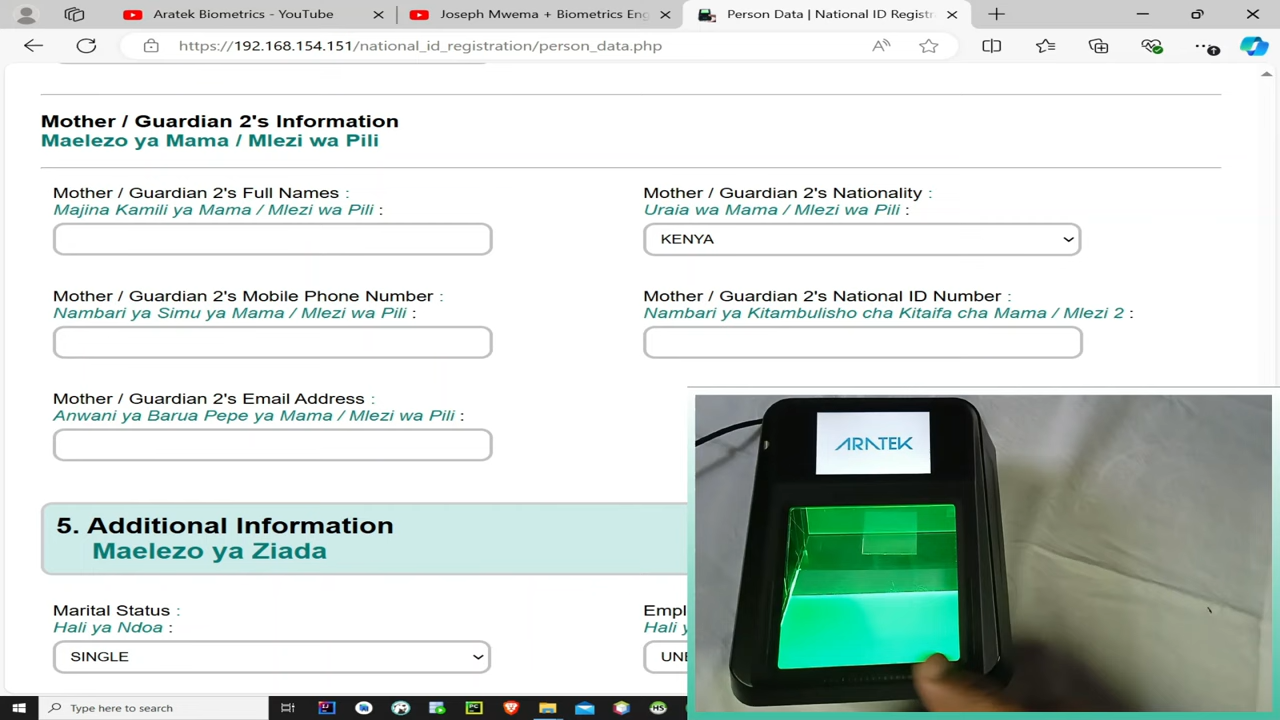 Aratek Biometrics - YouTube
Joseph Mwema + Biometrics Eng
Person Data | National ID Registr
https://192.168.154.151/national_id_registration/person_data.php
Mother / Guardian 2's Information
Maelezo ya Mama / Mlezi wa Pili
Mother / Guardian 2's Full Names :
Majina Kamili ya Mama / Mlezi wa Pili :
Mother / Guardian 2's Nationality :
Uraia wa Mama / Mlezi wa Pili :
KENYA
Mother / Guardian 2's Mobile Phone Number :
Nambari ya Simu ya Mama / Mlezi wa Pili :
Mother / Guardian 2's National ID Number :
Nambari ya Kitambulisho cha Kitaifa cha Mama / Mlezi 2 :
Mother / Guardian 2's Email Address :
Anwani ya Barua Pepe ya Mama / Mlezi wa Pili :
ARATEK
5. Additional Information
Maelezo ya Ziada
Marital Status :
Hali ya Ndoa :
SINGLE
Empl
Hali y
UNE
Type here to search